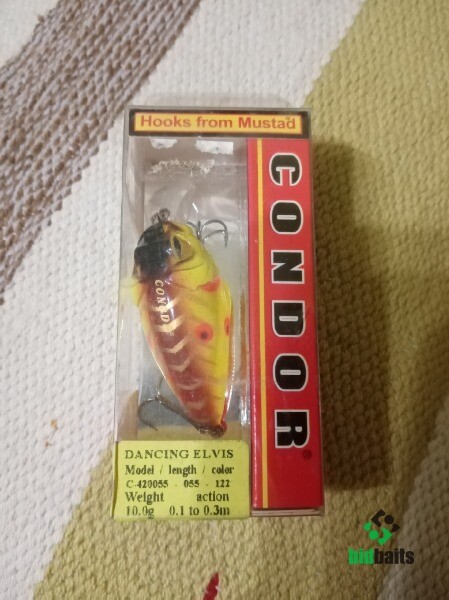 Hooks from Mustad
CONDOR®
CONDOR
DANCING ELVIS
Model / length / color
C-420055 - 055 - 122
Weight action
10.0g 0.1 to 0.3m
bidbaits